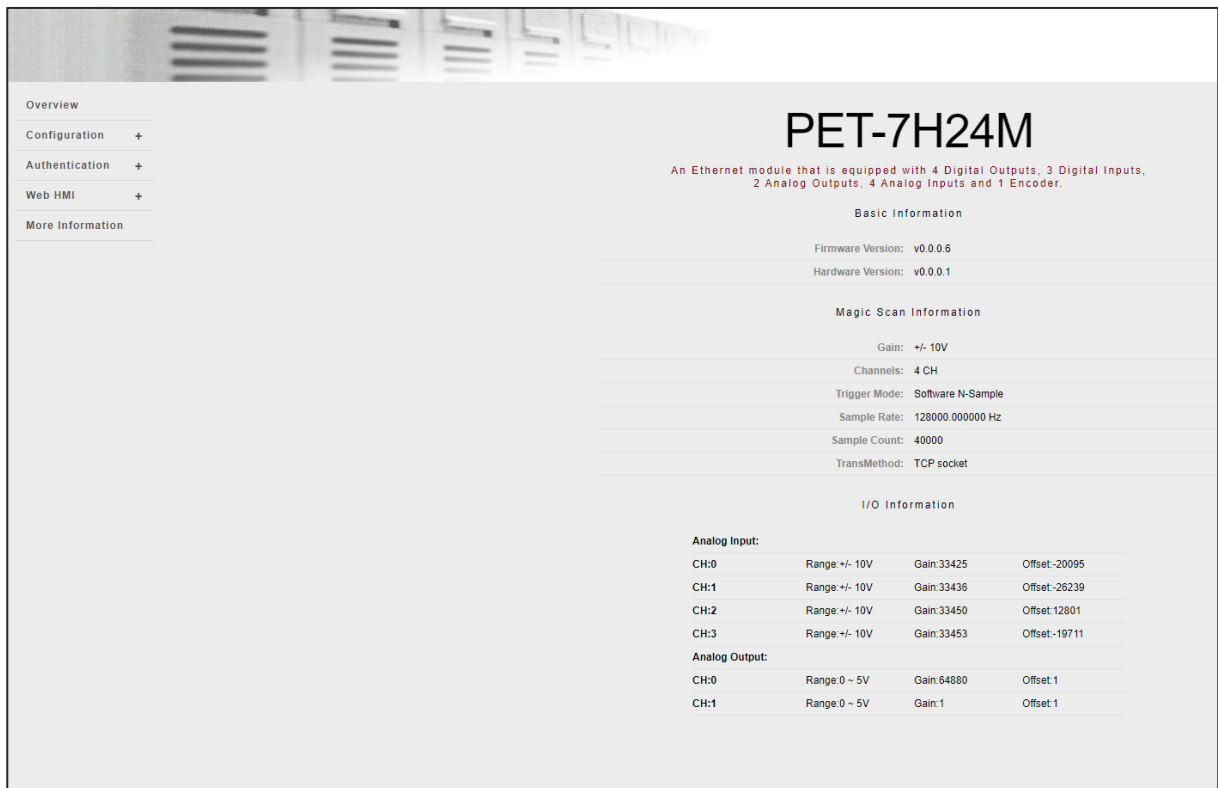 Overview
Configuration +
Authentication +
Web HMI +
More Information
PET-7H24M
An Ethernet module that is equipped with 4 Digital Outputs, 3 Digital Inputs,
2 Analog Outputs, 4 Analog Inputs and 1 Encoder.
Basic Information
Firmware Version: v0.0.0.6
Hardware Version: v0.0.0.1
Magic Scan Information
Gain: +/- 10V
Channels: 4 CH
Trigger Mode: Software N-Sample
Sample Rate: 128000.000000 Hz
Sample Count: 40000
TransMethod: TCP socket
I/O Information
Analog Input:
CH:0 Range:+/- 10V Gain:33425 Offset:-20095
CH:1 Range:+/- 10V Gain:33436 Offset:-26239
CH:2 Range:+/- 10V Gain:33450 Offset:12801
CH:3 Range:+/- 10V Gain:33453 Offset:-19711
Analog Output:
CH:0 Range:0 ~ 5V Gain:64880 Offset:1
CH:1 Range:0 ~ 5V Gain:1 Offset:1